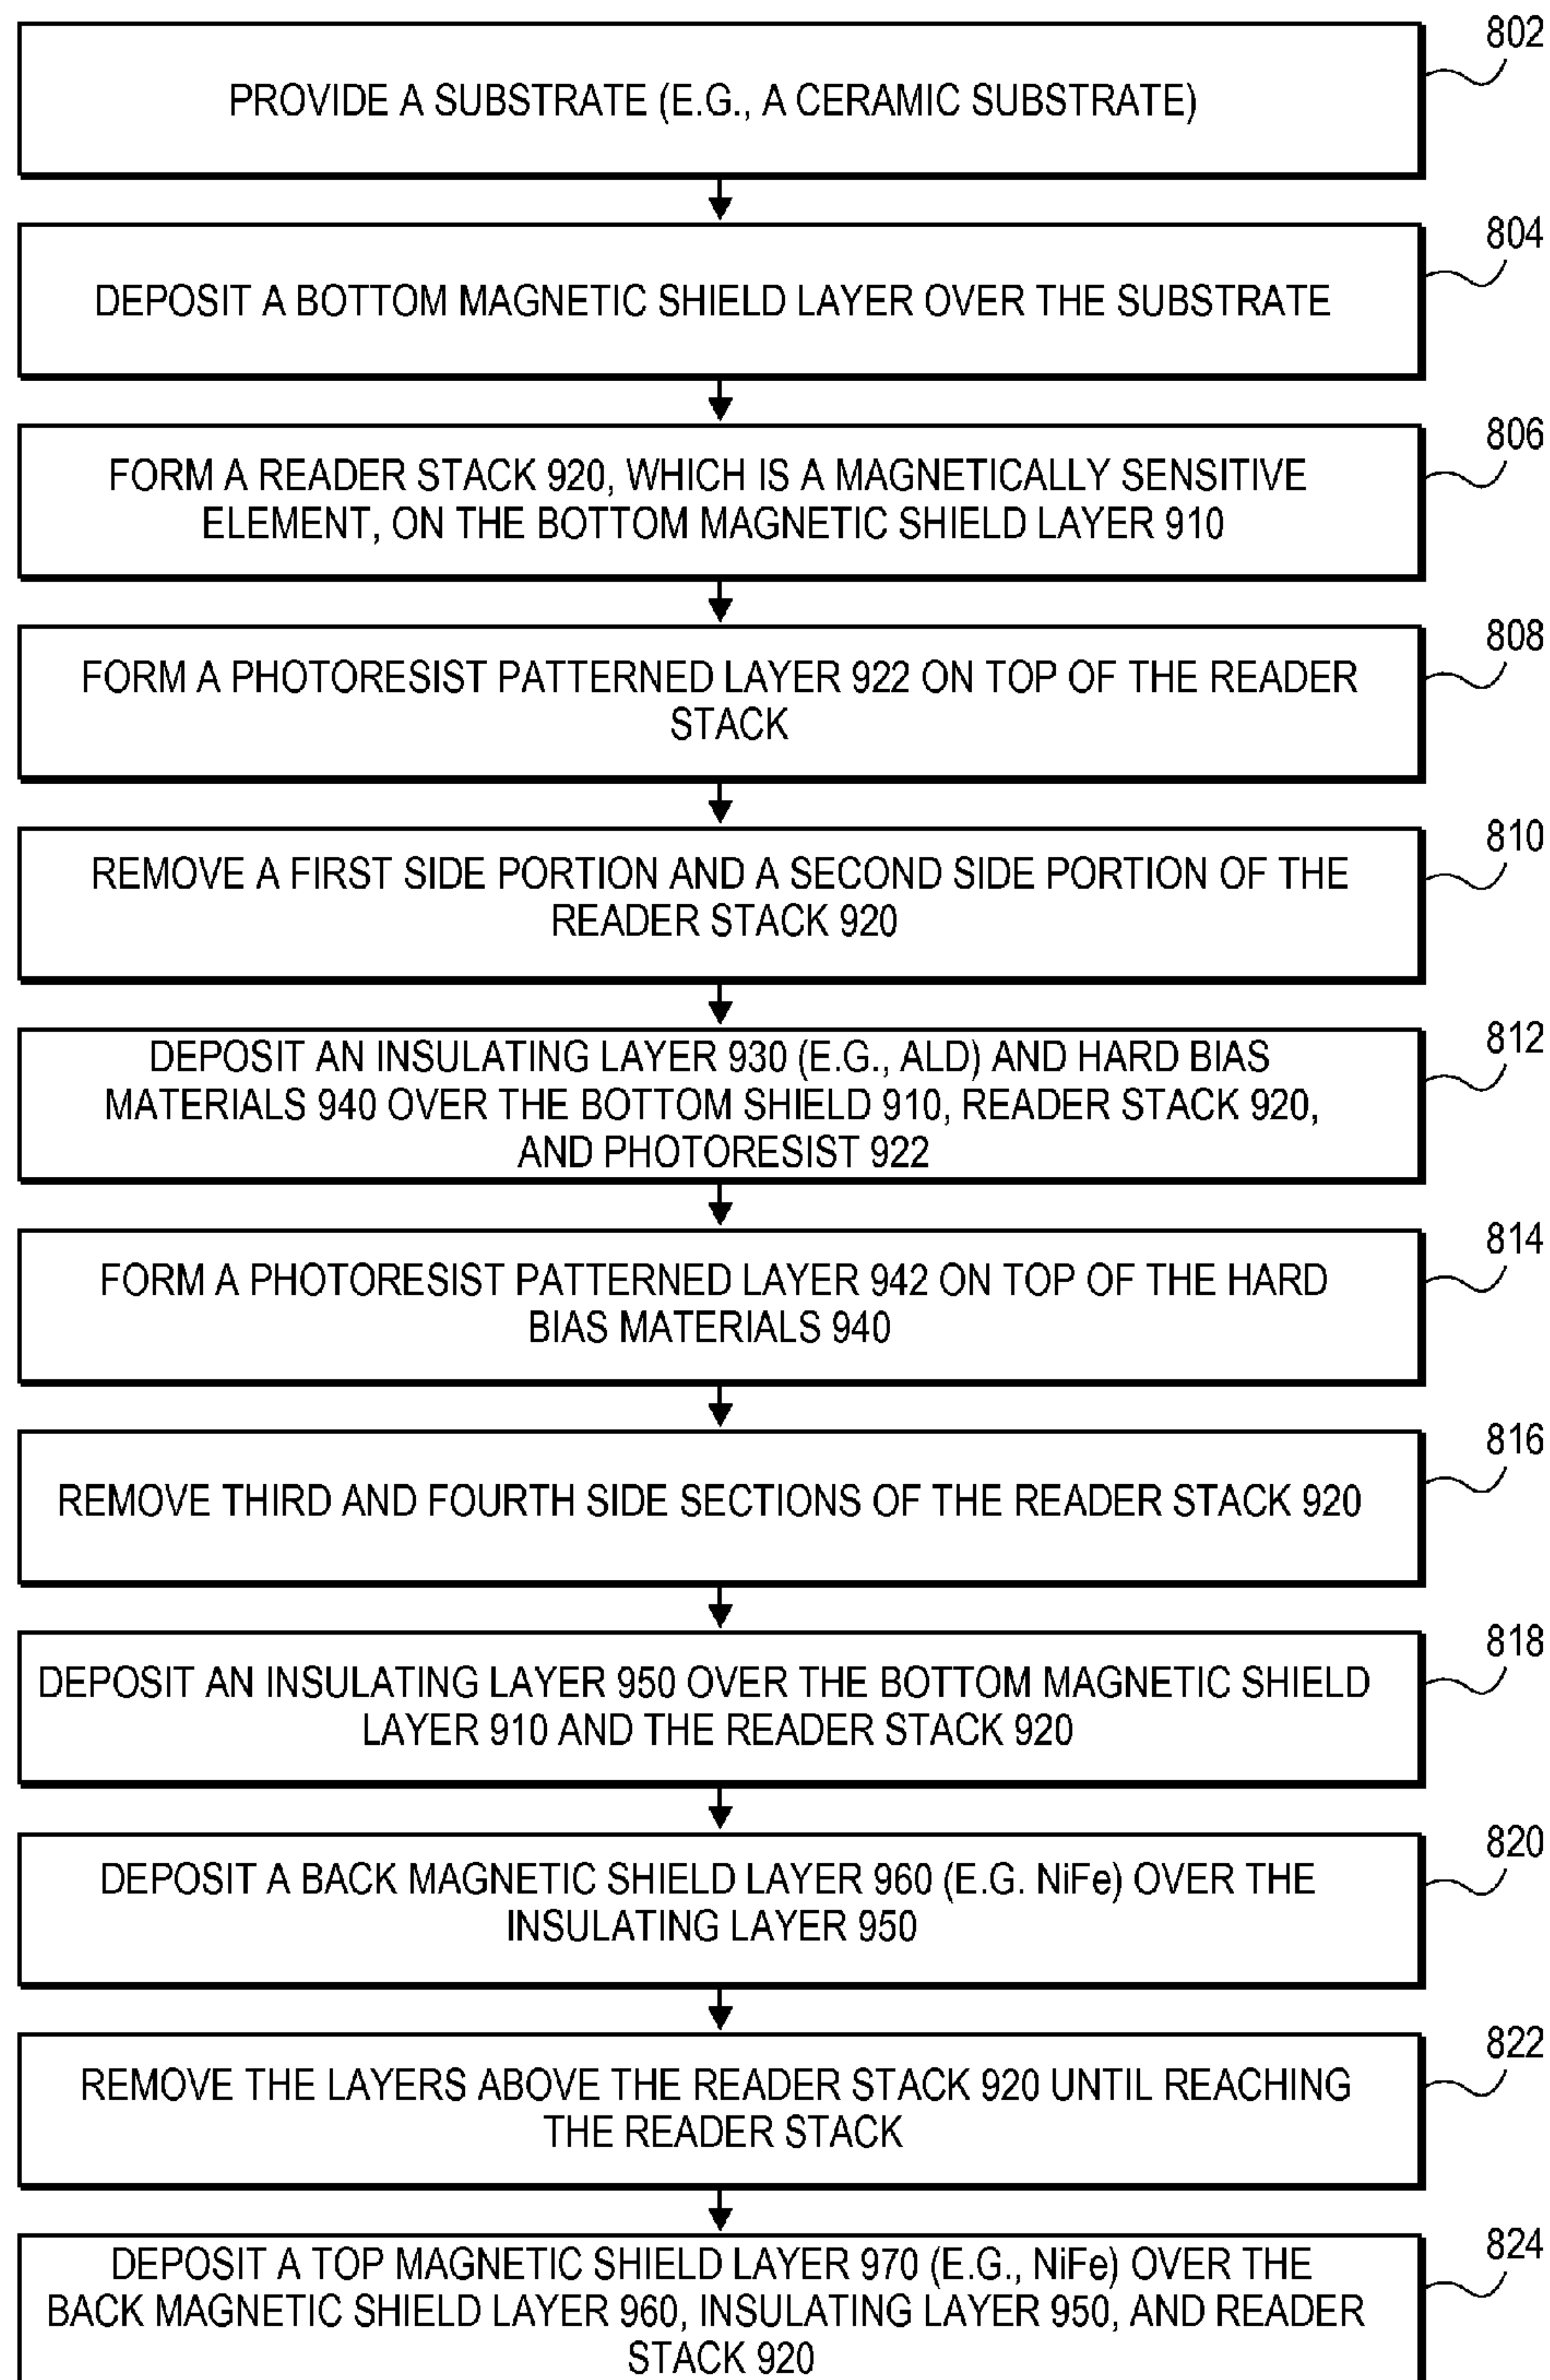 802
PROVIDE A SUBSTRATE (E.G., A CERAMIC SUBSTRATE)
804
DEPOSIT A BOTTOM MAGNETIC SHIELD LAYER OVER THE SUBSTRATE
806
FORM A READER STACK 920, WHICH IS A MAGNETICALLY SENSITIVE
ELEMENT, ON THE BOTTOM MAGNETIC SHIELD LAYER 910
808
FORM A PHOTORESIST PATTERNED LAYER 922 ON TOP OF THE READER
STACK
810
REMOVE A FIRST SIDE PORTION AND A SECOND SIDE PORTION OF THE
READER STACK 920
812
DEPOSIT AN INSULATING LAYER 930 (E.G., ALD) AND HARD BIAS
MATERIALS 940 OVER THE BOTTOM SHIELD 910, READER STACK 920,
AND PHOTORESIST 922
814
FORM A PHOTORESIST PATTERNED LAYER 942 ON TOP OF THE HARD
BIAS MATERIALS 940
816
REMOVE THIRD AND FOURTH SIDE SECTIONS OF THE READER STACK 920
818
DEPOSIT AN INSULATING LAYER 950 OVER THE BOTTOM MAGNETIC SHIELD
LAYER 910 AND THE READER STACK 920
820
DEPOSIT A BACK MAGNETIC SHIELD LAYER 960 (E.G. NiFe) OVER THE
INSULATING LAYER 950
822
REMOVE THE LAYERS ABOVE THE READER STACK 920 UNTIL REACHING
THE READER STACK
824
DEPOSIT A TOP MAGNETIC SHIELD LAYER 970 (E.G., NiFe) OVER THE
BACK MAGNETIC SHIELD LAYER 960, INSULATING LAYER 950, AND READER
STACK 920